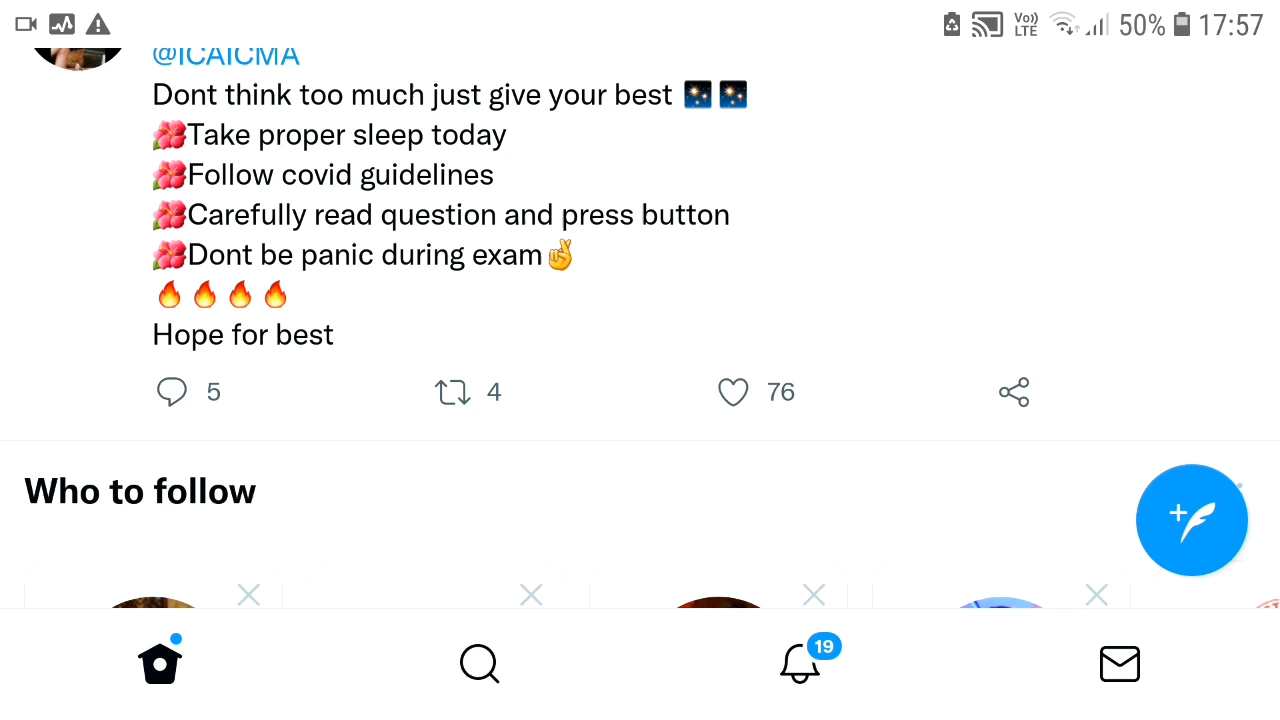 Vo)) LTE 50% 17:57
@ICAICMA
Dont think too much just give your best 🎇🎇
🌺Take proper sleep today
🌺Follow covid guidelines
🌺Carefully read question and press button
🌺Dont be panic during exam🤞
🔥🔥🔥🔥
Hope for best
5 4 76
Who to follow
19